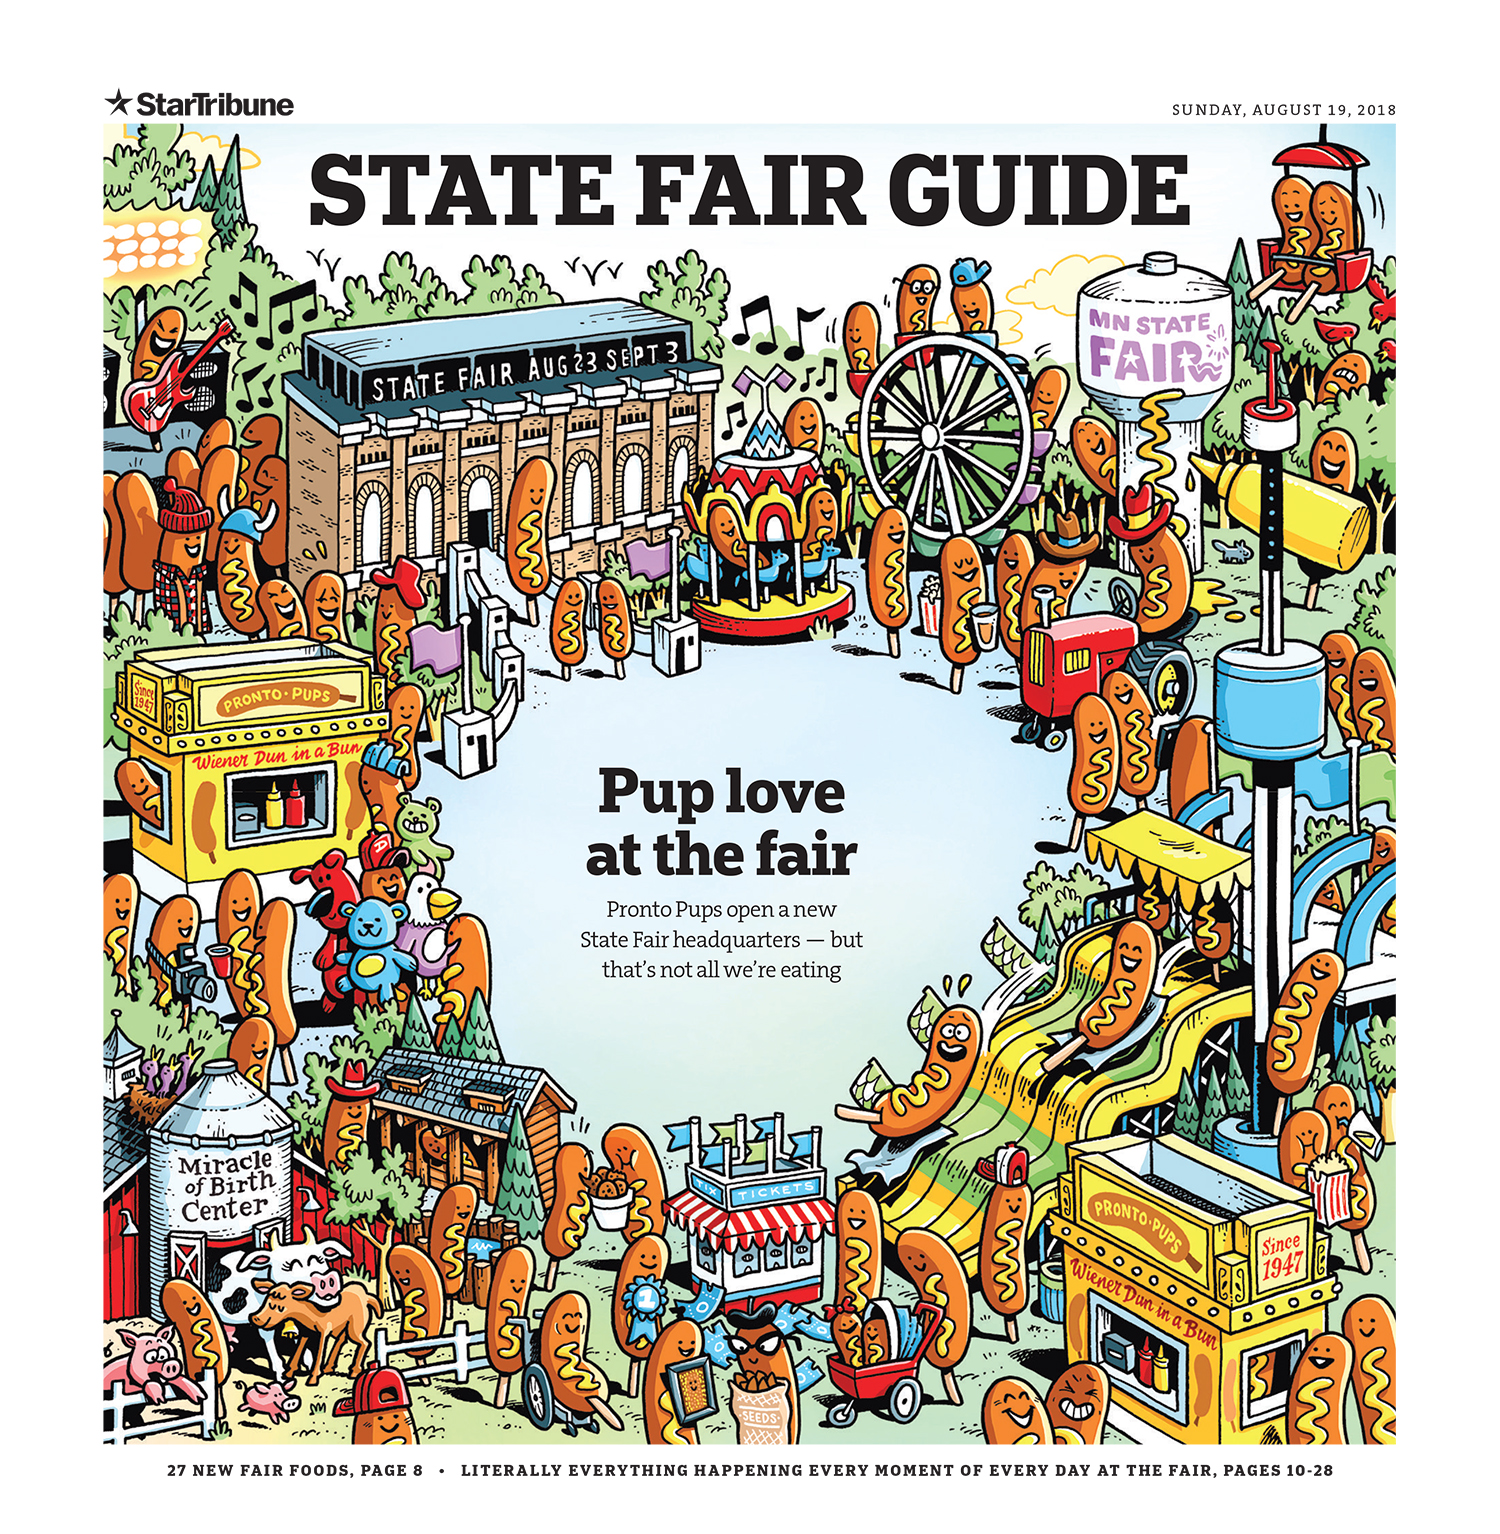 StarTribune
SUNDAY, AUGUST 19, 2018
STATE FAIR GUIDE
STATE FAIR AUG 23 SEPT 3
MN STATE
FAIR
Since
1947
PRONTO·PUPS
Wiener Dun in a Bun
Pup love
at the fair
Pronto Pups open a new
State Fair headquarters — but
that's not all we're eating
Miracle
of Birth
Center
TIX
TICKETS
PRONTO·PUPS
Since
1947
Wiener Dun in a Bun
1
SEEDS
27 NEW FAIR FOODS, PAGE 8 • LITERALLY EVERYTHING HAPPENING EVERY MOMENT OF EVERY DAY AT THE FAIR, PAGES 10-28